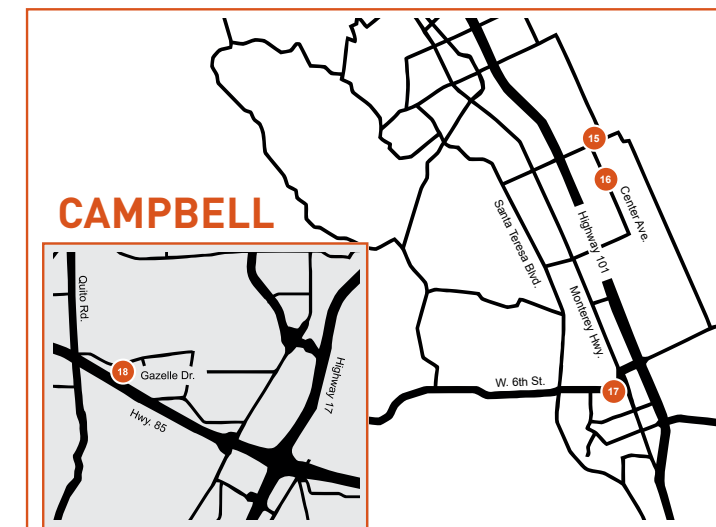 15
16
Center Ave.
Santa Teresa Blvd.
Highway 101
CAMPBELL
Monterey Hwy.
Quito Rd.
18
Gazelle Dr.
Highway 17
W. 6th St.
17
Hwy. 85